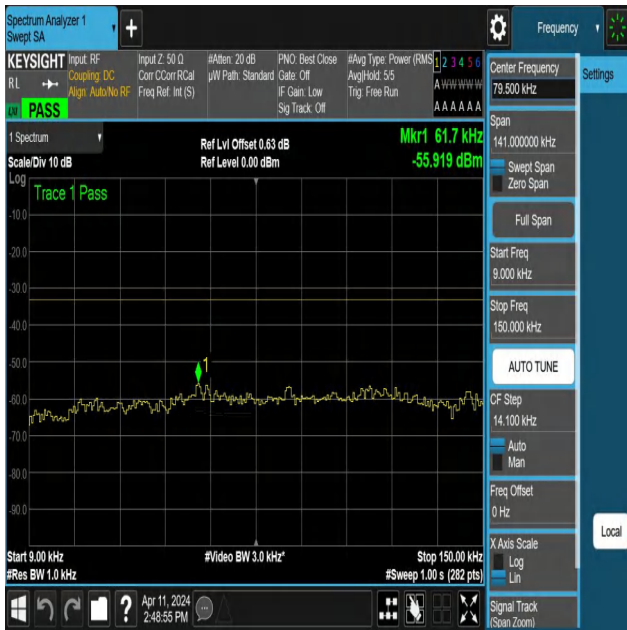 Spectrum Analyzer 1
Swept SA
+
Frequency
KEYSIGHT
RL
PASS
Input: RF
Coupling: DC
Align: Auto/No RF
Input Z: 50 Ω
Corr CCorr RCal
Freq Ref: Int (S)
#Atten: 20 dB
µW Path: Standard
PNO: Best Close
Gate: Off
IF Gain: Low
Sig Track: Off
#Avg Type: Power (RMS
Avg|Hold: 5/5
Trig: Free Run
1 2 3 4 5 6
A W W W W W
A A A A A A
1 Spectrum
Scale/Div 10 dB
Ref Lvl Offset 0.63 dB
Ref Level 0.00 dBm
Mkr1 61.7 kHz
-55.919 dBm
Log
Trace 1 Pass
-10.0
-20.0
-30.0
-40.0
-50.0
-60.0
-70.0
-80.0
-90.0
1
Start 9.00 kHz
#Res BW 1.0 kHz
#Video BW 3.0 kHz*
Stop 150.00 kHz
#Sweep 1.00 s (282 pts)
?
Apr 11, 2024
2:48:55 PM
Center Frequency
79.500 kHz
Span
141.000000 kHz
Swept Span
Zero Span
Full Span
Start Freq
9.000 kHz
Stop Freq
150.000 kHz
AUTO TUNE
CF Step
14.100 kHz
Auto
Man
Freq Offset
0 Hz
X Axis Scale
Log
Lin
Signal Track
(Span Zoom)
Settings
Local